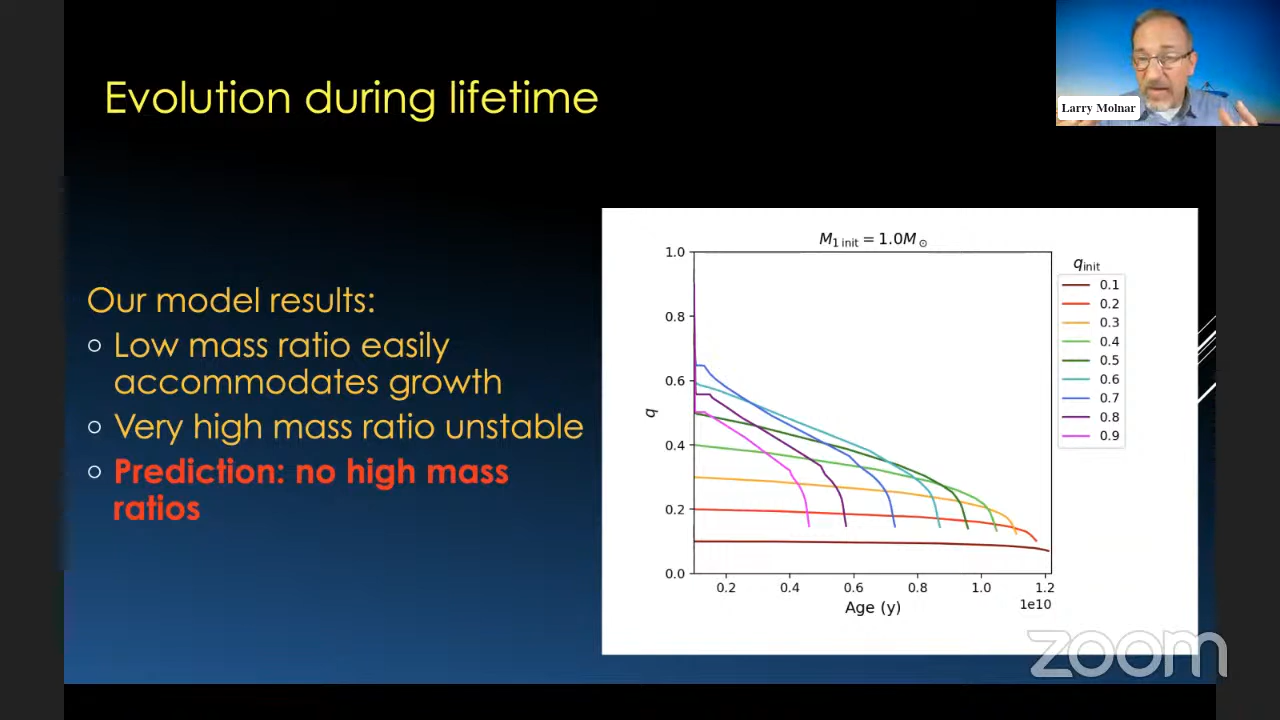 Evolution during lifetime
Larry Molnar
Our model results:
Low mass ratio easily
accommodates growth
Very high mass ratio unstable
Prediction: no high mass
ratios
M1 init = 1.0M⊙
1.0
0.8
0.6
0.4
0.2
0.0
q
0.2 0.4 0.6 0.8 1.0 1.2
1e10
Age (y)
qinit
0.1
0.2
0.3
0.4
0.5
0.6
0.7
0.8
0.9
zoom